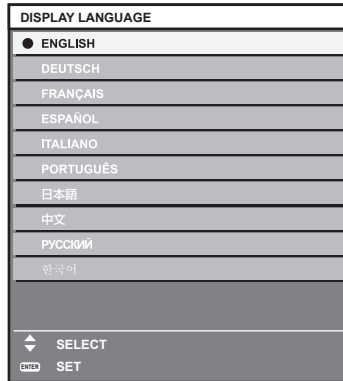 DISPLAY LANGUAGE
ENGLISH
DEUTSCH
FRANÇAIS
ESPAÑOL
ITALIANO
PORTUGUÊS
日本語
中文
РУССКИЙ
한국어
SELECT
ENTER SET